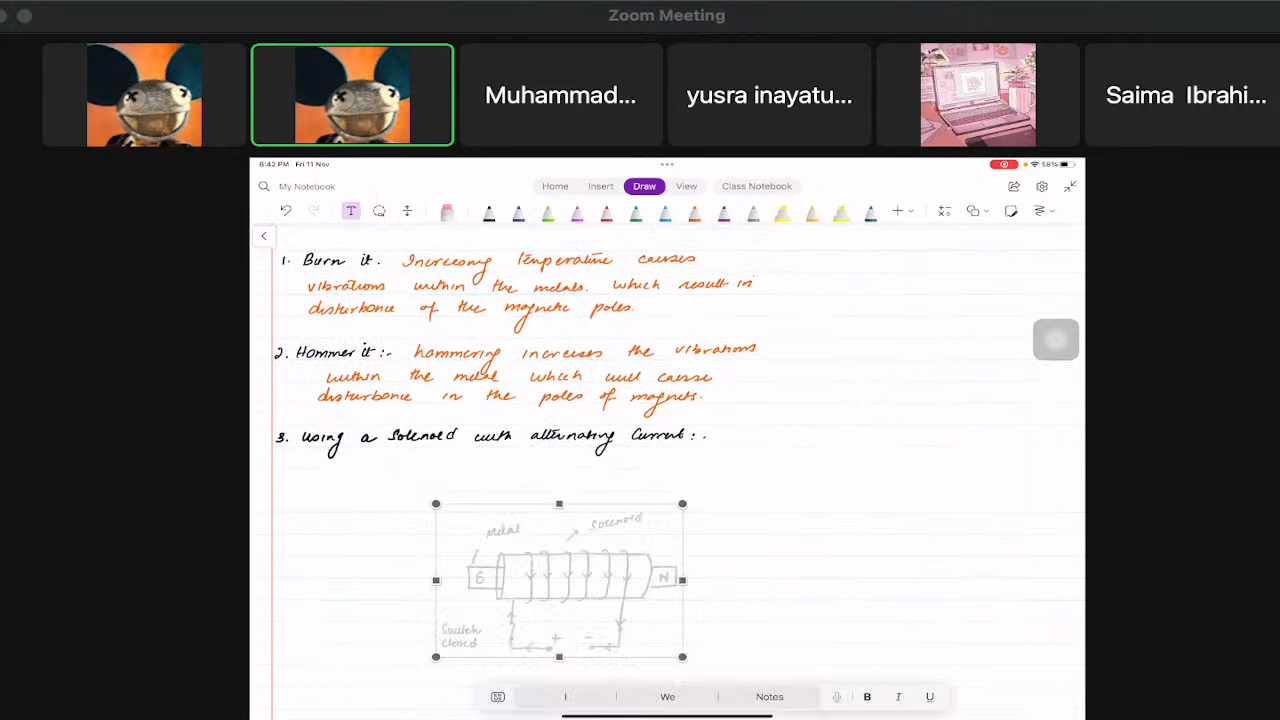 Zoom Meeting
Muhammad... yusra inayatu... Saima Ibrahi...
6:42 PM Fri 11 Nov
58%
My Notebook
Home Insert Draw View Class Notebook
1. Burn it. Increasing temperature causes
vibrations within the metals. which result in
disturbance of the magnetic poles.
2. Hammer it:- hammering increases the vibrations
within the metal which will cause
disturbance in the poles of magnets.
3. Using a Solenoid with alternating Current:.
Metal Solenoid
S N
Switch
closed
+ -
I We Notes B I U